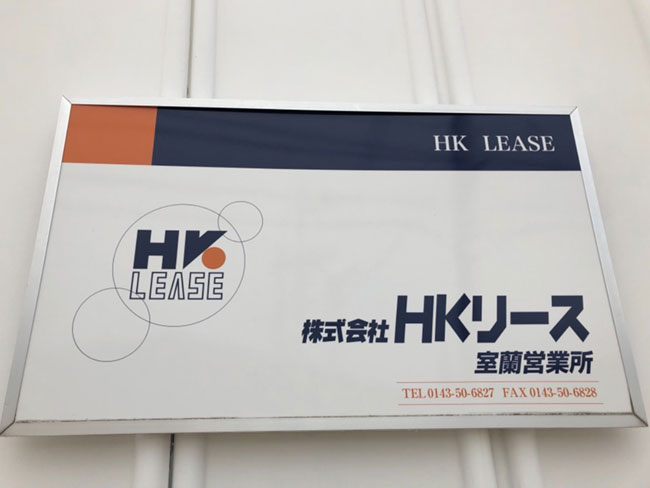 HK LEASE
HK
LEASE
株式会社HKリース
室蘭営業所
TEL 0143-50-6827 FAX 0143-50-6828